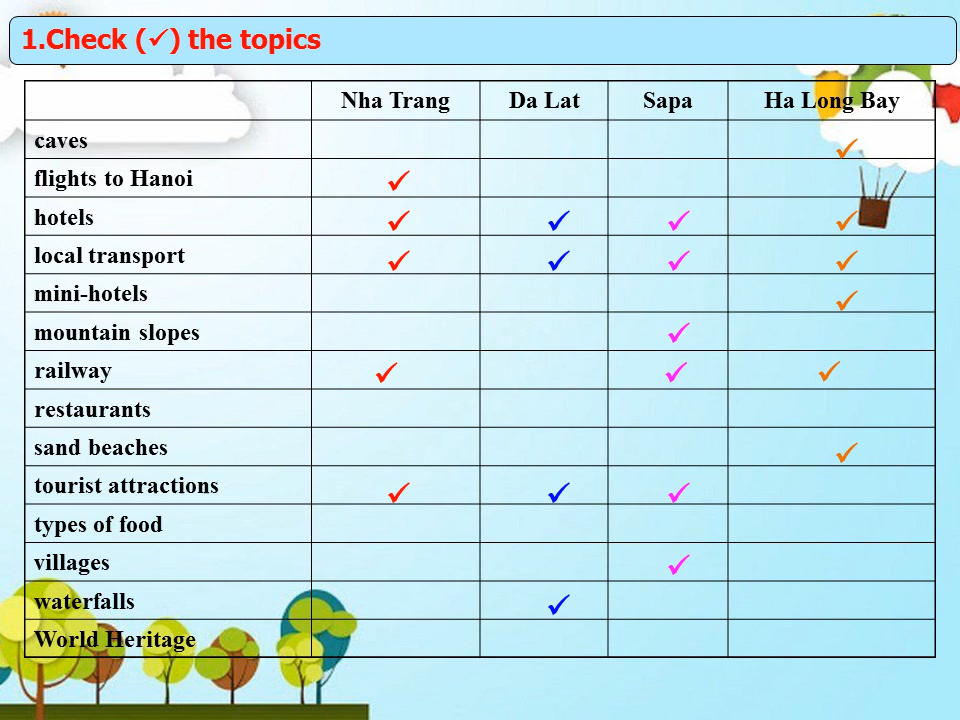 1.Check (✓) the topics
Nha Trang Da Lat Sapa Ha Long Bay
caves ✓
flights to Hanoi ✓
hotels ✓ ✓ ✓ ✓
local transport ✓ ✓ ✓ ✓
mini-hotels ✓
mountain slopes ✓
railway ✓ ✓ ✓
restaurants
sand beaches ✓
tourist attractions ✓ ✓ ✓
types of food
villages ✓
waterfalls ✓
World Heritage